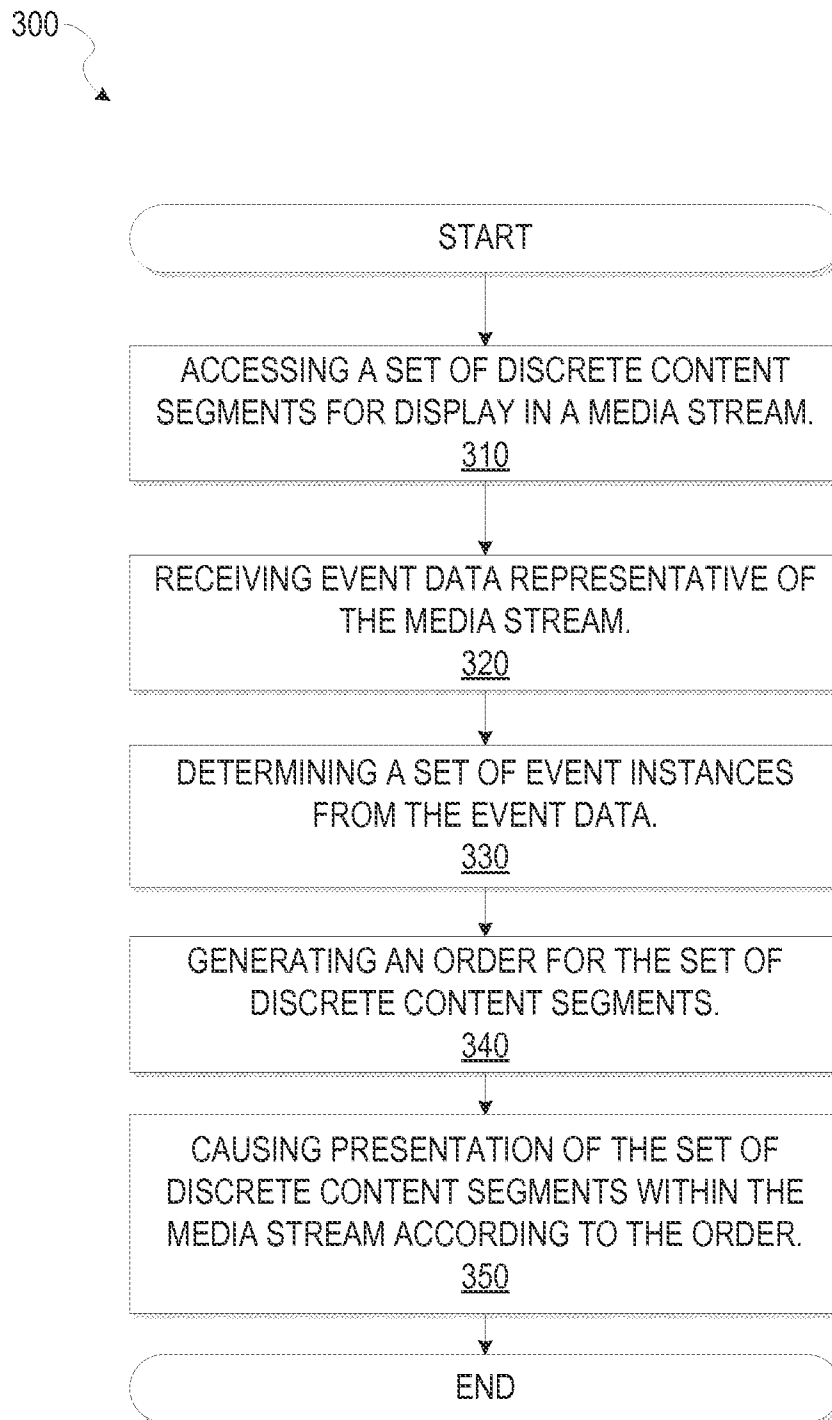 300
START
ACCESSING A SET OF DISCRETE CONTENT
SEGMENTS FOR DISPLAY IN A MEDIA STREAM.
310
RECEIVING EVENT DATA REPRESENTATIVE OF
THE MEDIA STREAM.
320
DETERMINING A SET OF EVENT INSTANCES
FROM THE EVENT DATA.
330
GENERATING AN ORDER FOR THE SET OF
DISCRETE CONTENT SEGMENTS.
340
CAUSING PRESENTATION OF THE SET OF
DISCRETE CONTENT SEGMENTS WITHIN THE
MEDIA STREAM ACCORDING TO THE ORDER.
350
END